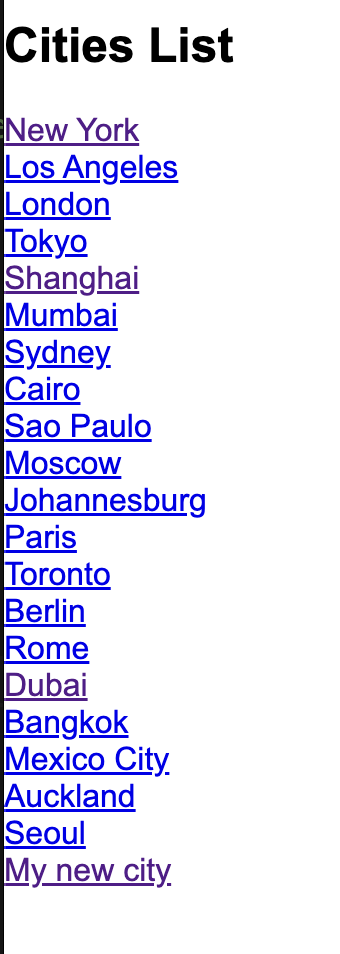 Cities List
New York
Los Angeles
London
Tokyo
Shanghai
Mumbai
Sydney
Cairo
Sao Paulo
Moscow
Johannesburg
Paris
Toronto
Berlin
Rome
Dubai
Bangkok
Mexico City
Auckland
Seoul
My new city